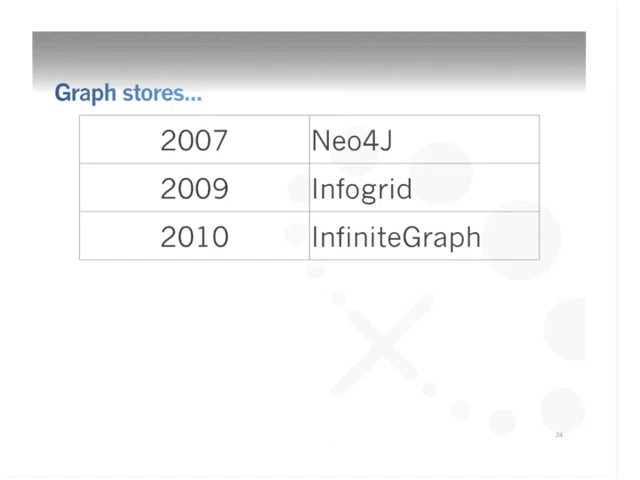 Graph stores...
2007 Neo4J
2009 Infogrid
2010 InfiniteGraph
24